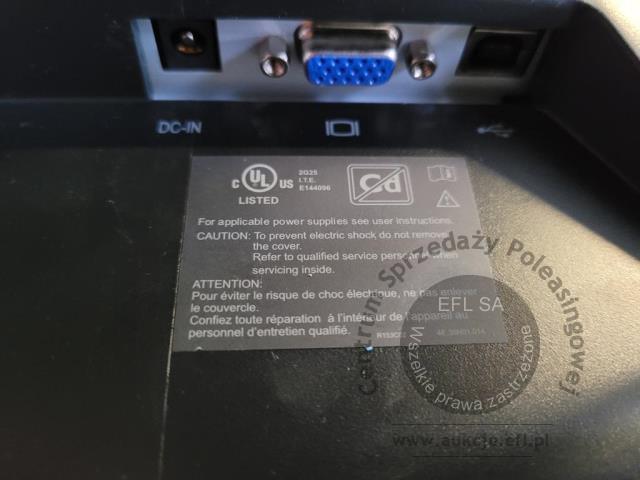 DC-IN
C UL US
LISTED
2G25
I.T.E.
E144096
Cd
For applicable power supplies see user instructions.
CAUTION: To prevent electric shock do not remove
the cover.
Refer to qualified service personnel when
servicing inside.
ATTENTION:
Pour éviter le risque de choc électrique, ne pas enlever
le couvercle.
Confiez toute réparation à l'intérieur de l'appareil au
personnel d'entretien qualifié.
Centrum Sprzedaży Poleasingowej
EFL SA
Wszelkie prawa zastrzeżone
www.aukcje.efl.pl